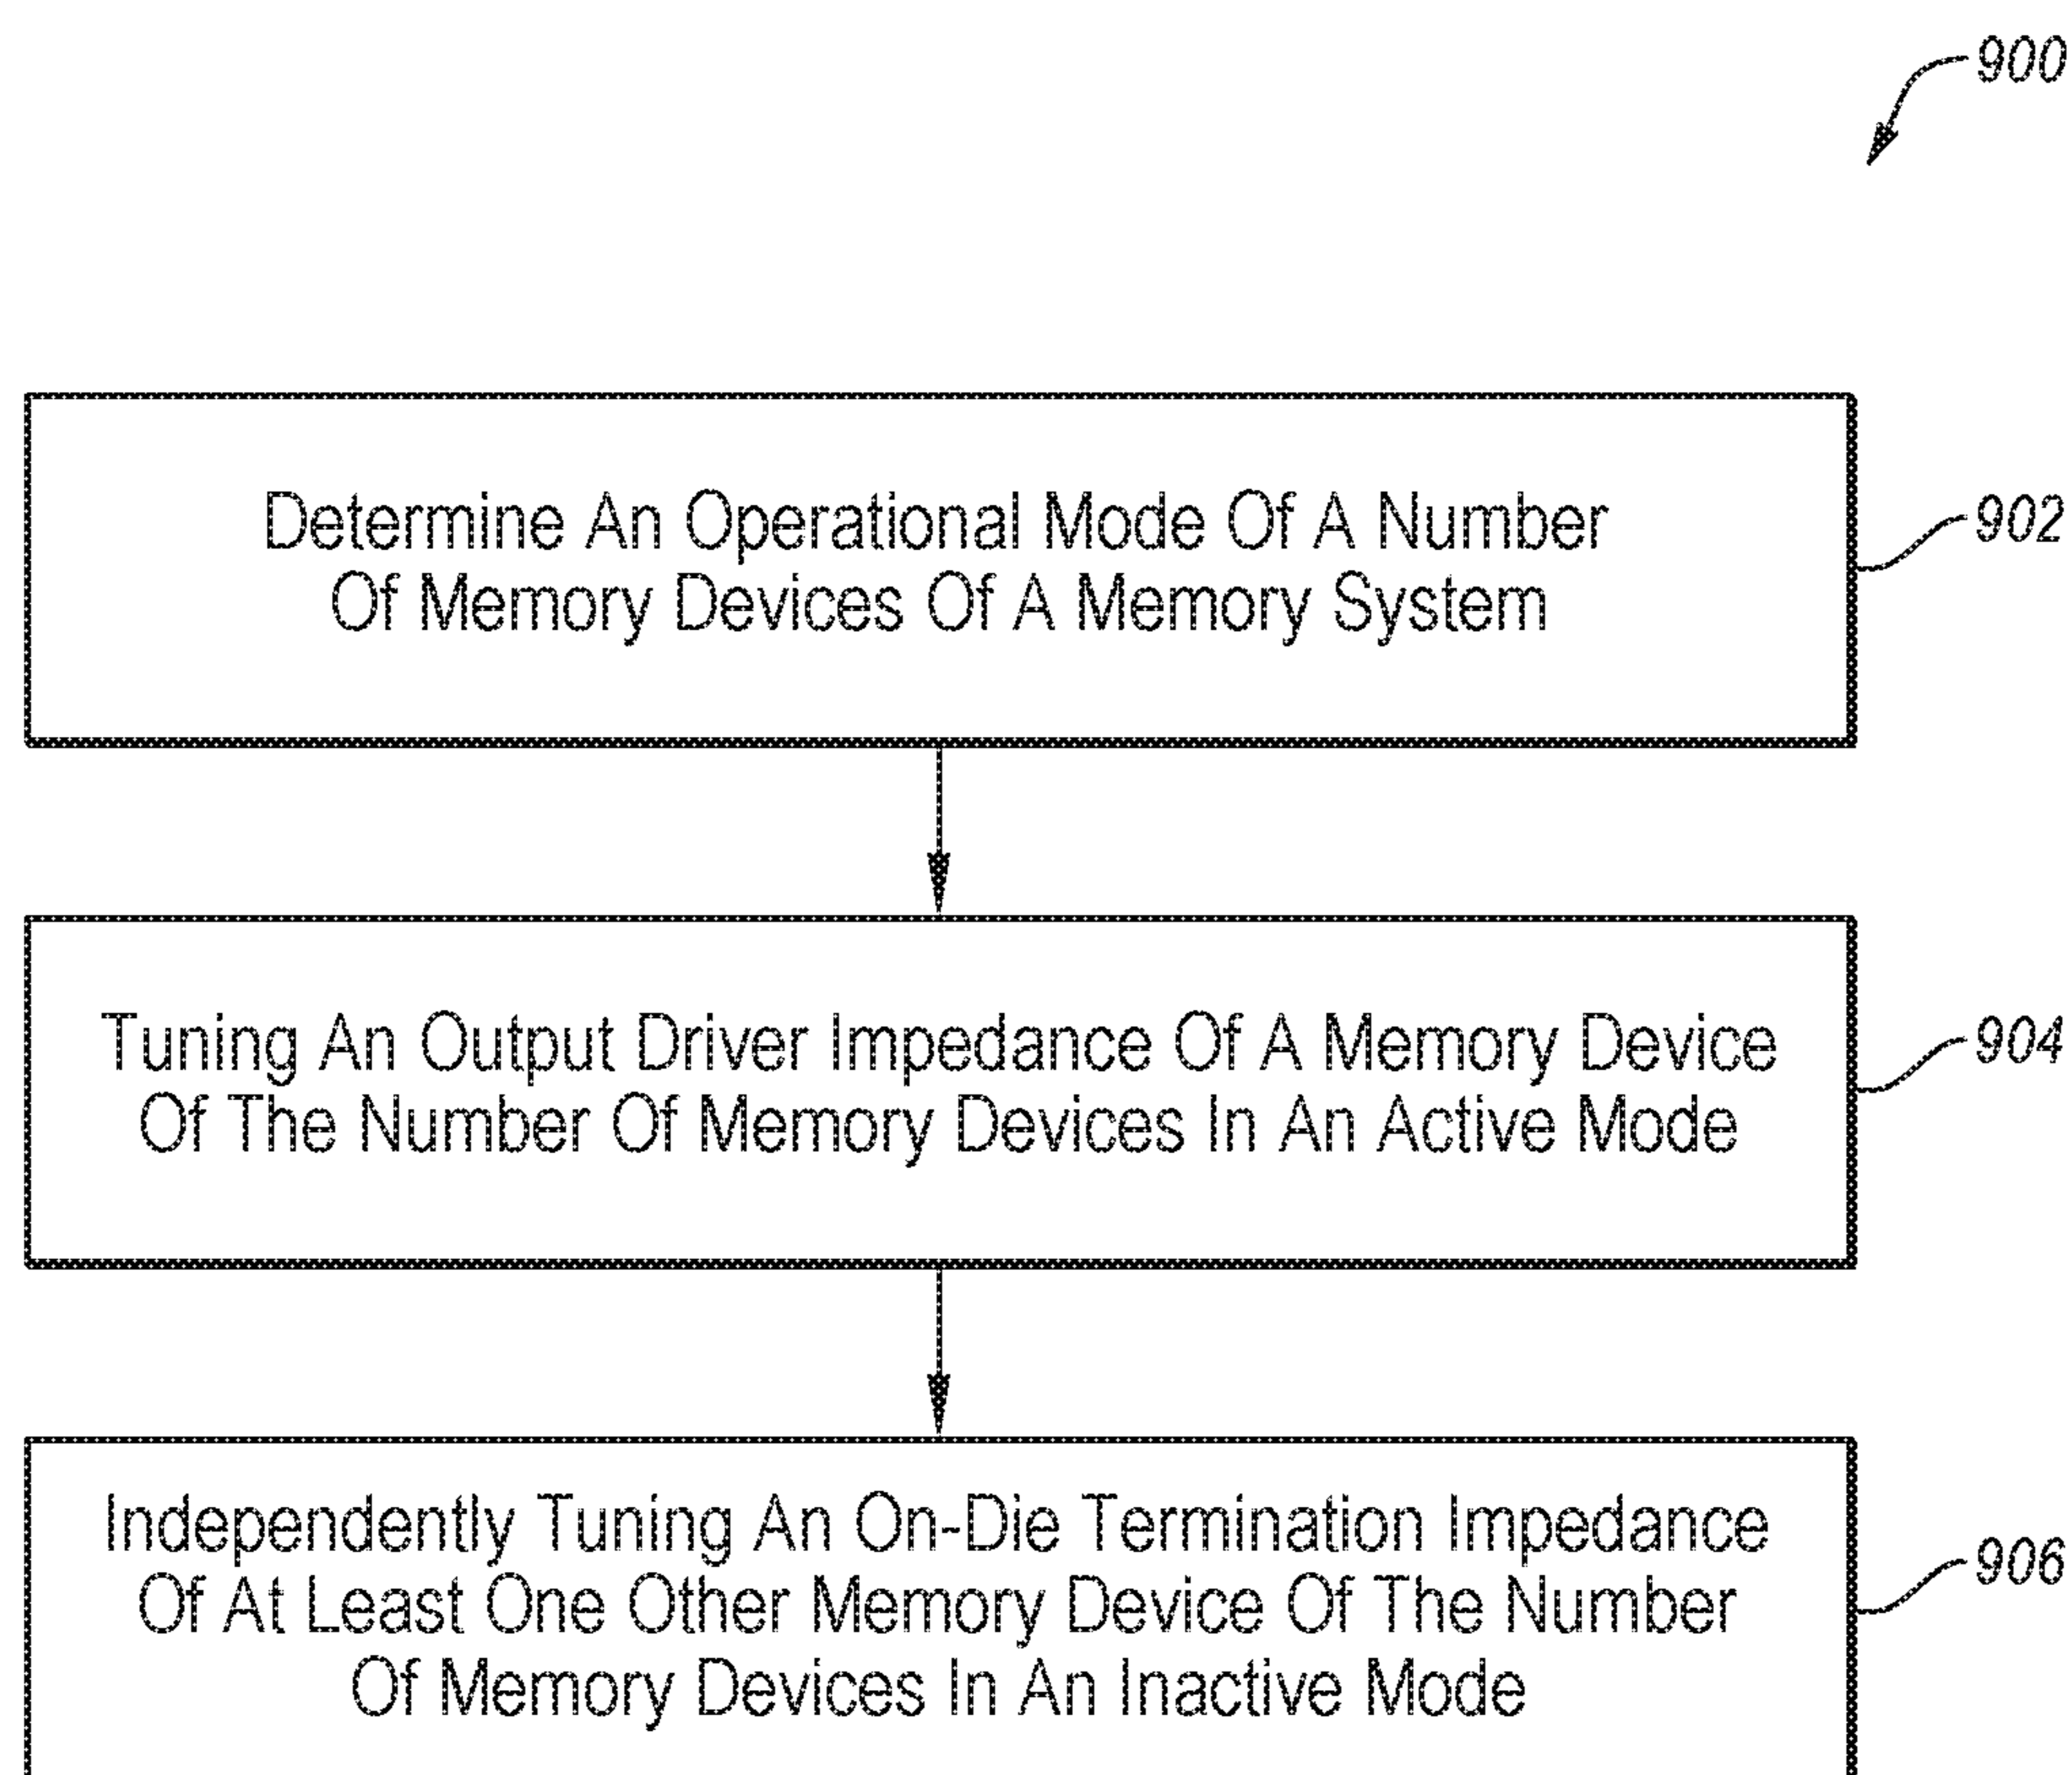 900
Determine An Operational Mode Of A Number
Of Memory Devices Of A Memory System
902
Tuning An Output Driver Impedance Of A Memory Device
Of The Number Of Memory Devices In An Active Mode
904
Independently Tuning An On-Die Termination Impedance
Of At Least One Other Memory Device Of The Number
Of Memory Devices In An Inactive Mode
906